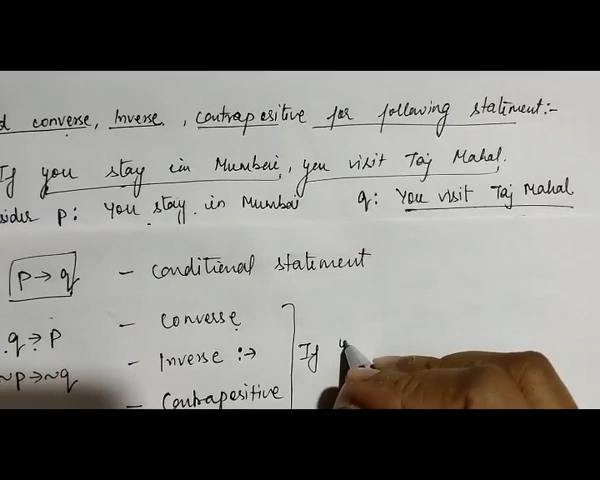 d converse, Inverse, contrapositive for following statement:-
If you stay in Mumbai, you visit Taj Mahal.
sider p: You stay in Mumbai q: You visit Taj Mahal
p→q - conditional statement
q→p - Converse
~p→~q - Inverse :→ If y
- Contrapositive